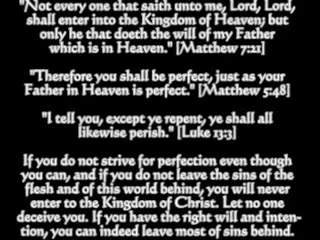 "Not every one that saith unto me, Lord, Lord,
shall enter into the Kingdom of Heaven; but
only he that doeth the will of my Father
which is in Heaven." [Matthew 7:21]
"Therefore you shall be perfect, just as your
Father in Heaven is perfect." [Matthew 5:48]
"I tell you, except ye repent, ye shall all
likewise perish." [Luke 13:3]
If you do not strive for perfection even though
you can, and if you do not leave the sins of the
flesh and of this world behind, you will never
enter to the Kingdom of Christ. Let no one
deceive you. If you have the right will and inten-
tion, you can indeed leave most of sins behind.